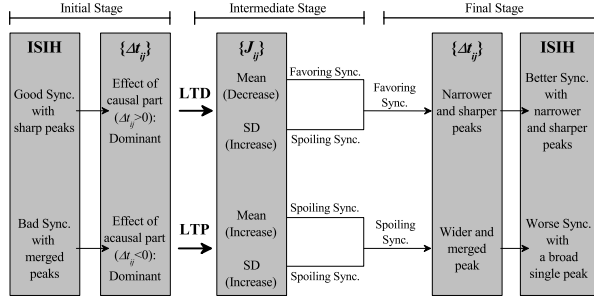 Initial Stage
Intermediate Stage
Final Stage
ISIH
{Δt_ij}
{J_ij}
{Δt_ij}
ISIH
Good Sync.
with
sharp peaks
Effect of
causal part
(Δt_ij>0):
Dominant
LTD
Mean
(Decrease)
SD
(Increase)
Favoring Sync.
Spoiling Sync.
Favoring
Sync.
Narrower
and sharper
peaks
Better Sync.
with
narrower
and sharper
peaks
Bad Sync.
with
merged
peaks
Effect of
acausal part
(Δt_ij<0):
Dominant
LTP
Mean
(Increase)
SD
(Increase)
Spoiling Sync.
Spoiling Sync.
Spoiling
Sync.
Wider and
merged
peak
Worse Sync.
with
a broad
single peak